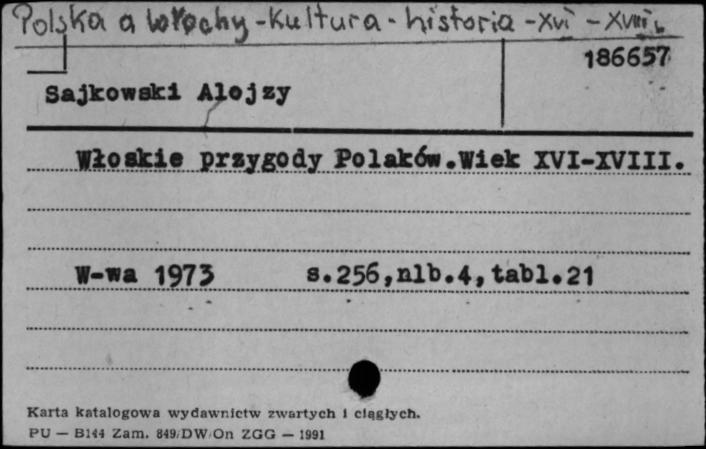 Polska a Włochy - kultura - historia - XVI - XVIII w
186657
Sajkowski Alojzy
Włoskie przygody Polaków.Wiek XVI-XVIII.
W-wa 1973 s.256,nlb.4,tabl.21
Karta katalogowa wydawnictw zwartych i ciągłych.
PU — B144 Zam. 849/DW/On ZGG — 1991